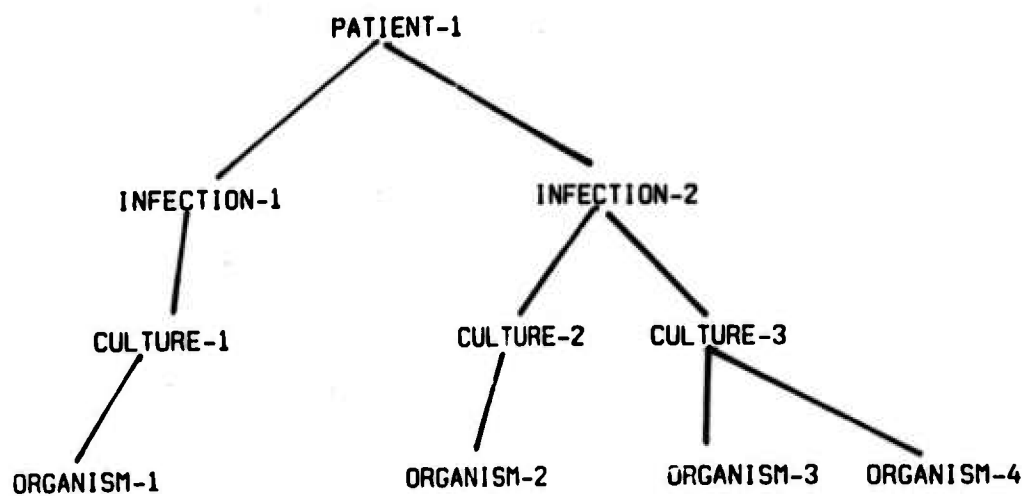 PATIENT-1
INFECTION-1 INFECTION-2
CULTURE-1 CULTURE-2 CULTURE-3
ORGANISM-1 ORGANISM-2 ORGANISM-3 ORGANISM-4